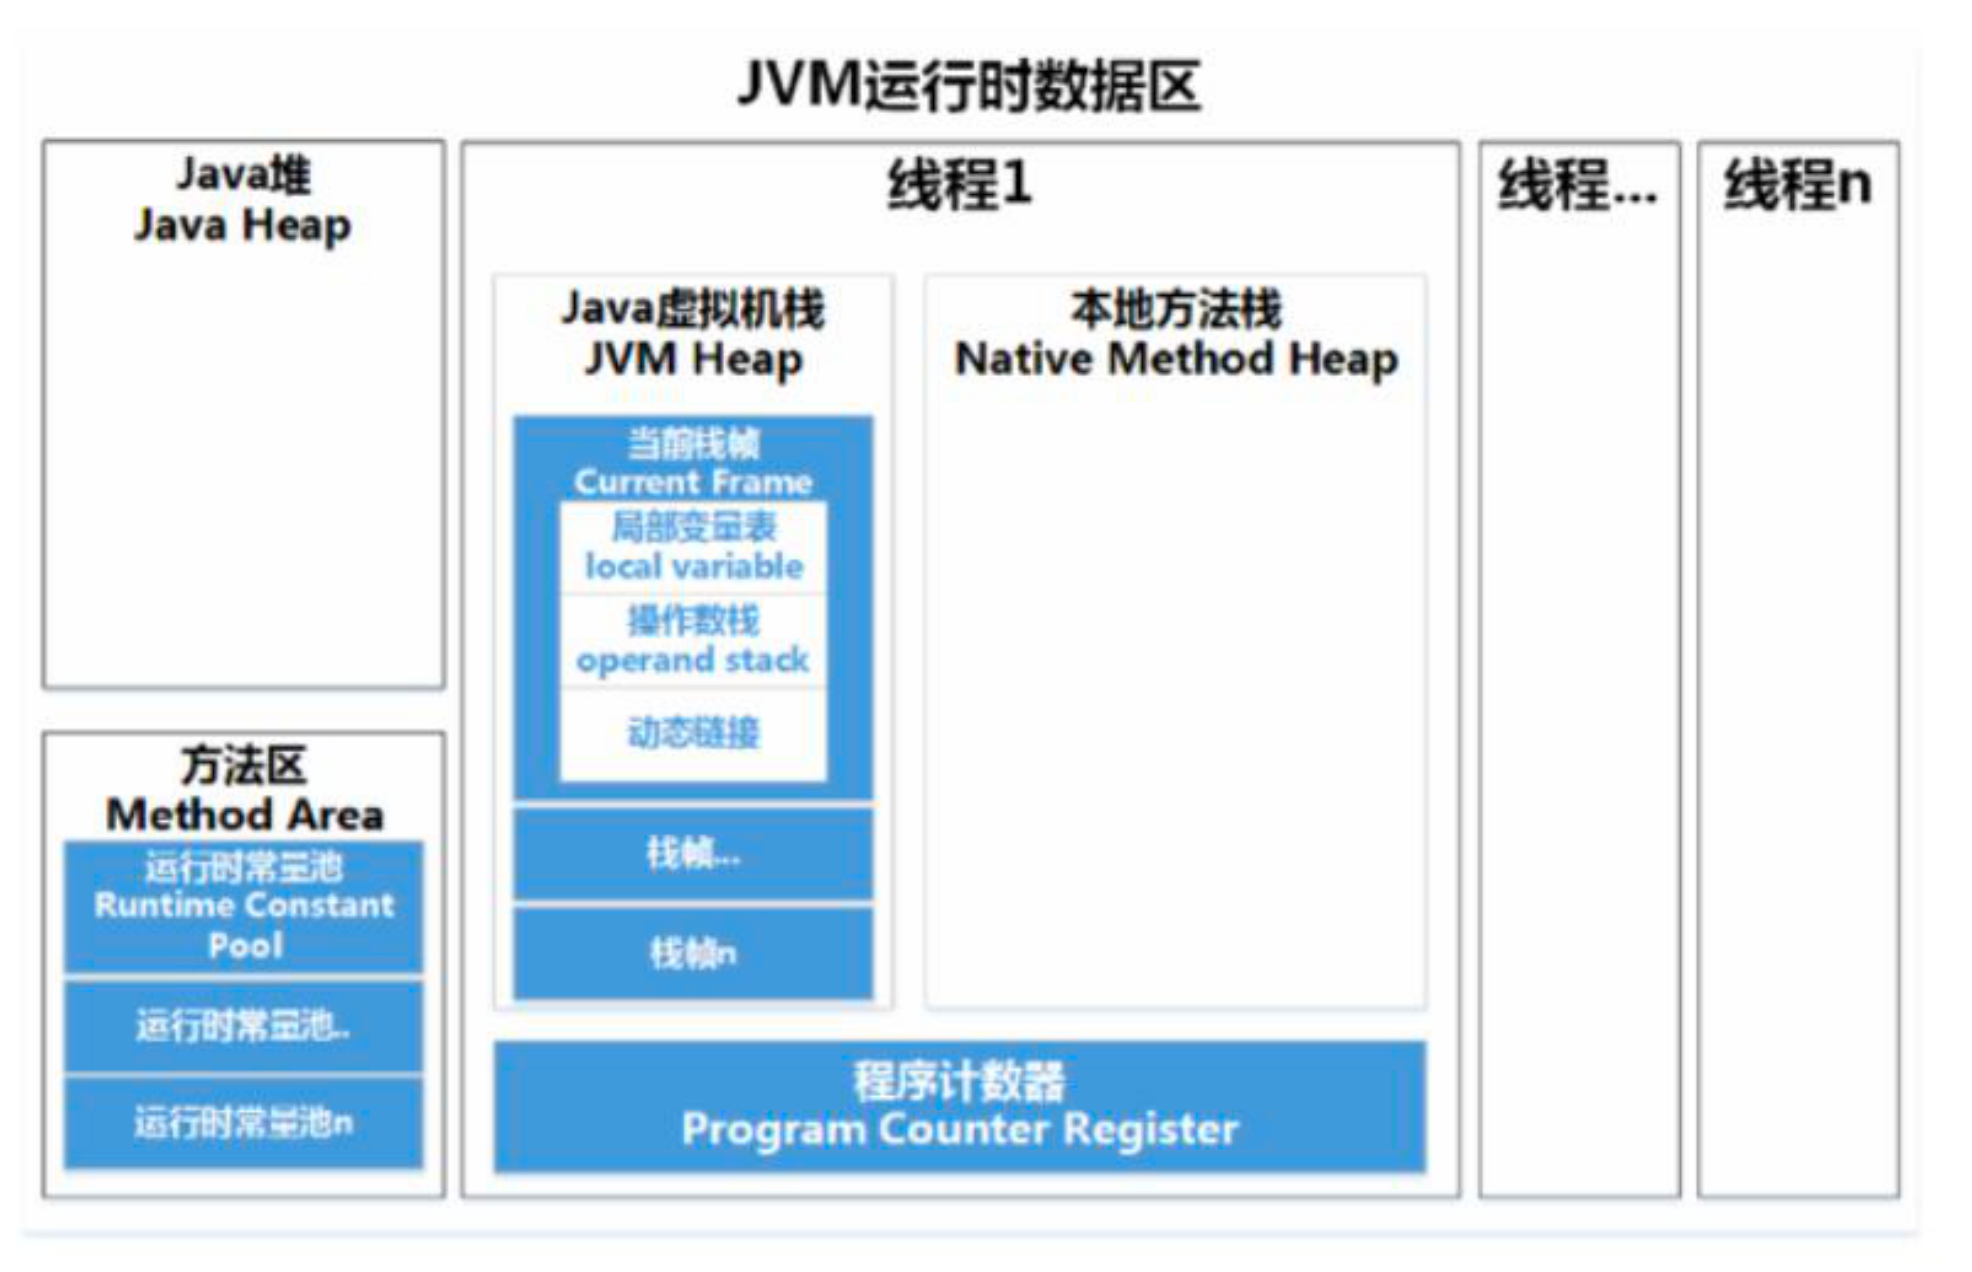 JVM运行时数据区
Java堆
Java Heap
方法区
Method Area
运行时常量池
Runtime Constant
Pool
运行时常量池..
运行时常量池n
线程1
Java虚拟机栈
JVM Heap
当前栈帧
Current Frame
局部变量表
local variable
操作数栈
operand stack
动态链接
栈帧...
栈帧n
本地方法栈
Native Method Heap
程序计数器
Program Counter Register
线程...
线程n